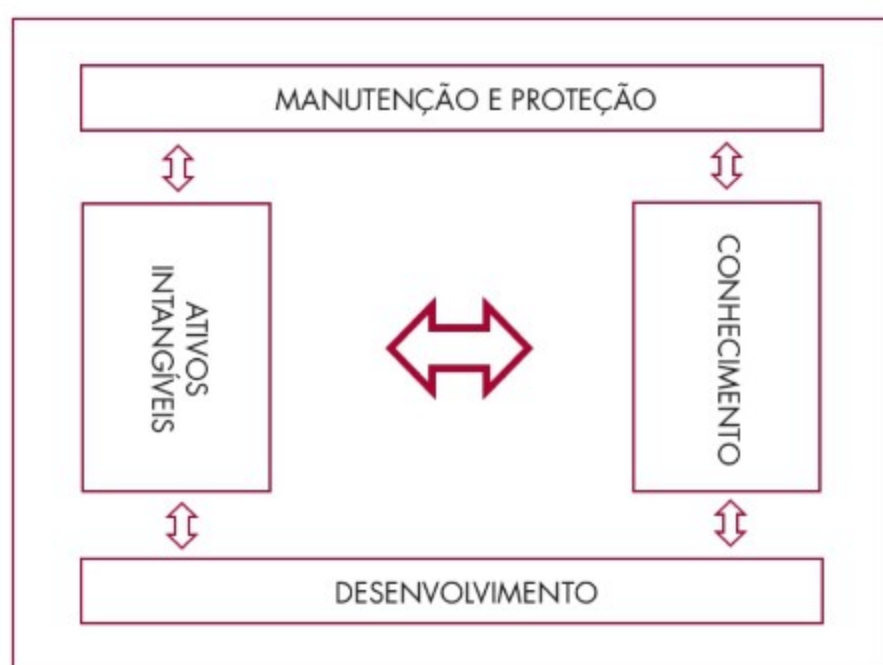 MANUTENÇÃO E PROTEÇÃO
ATIVOS
INTANGÍVEIS
CONHECIMENTO
DESENVOLVIMENTO